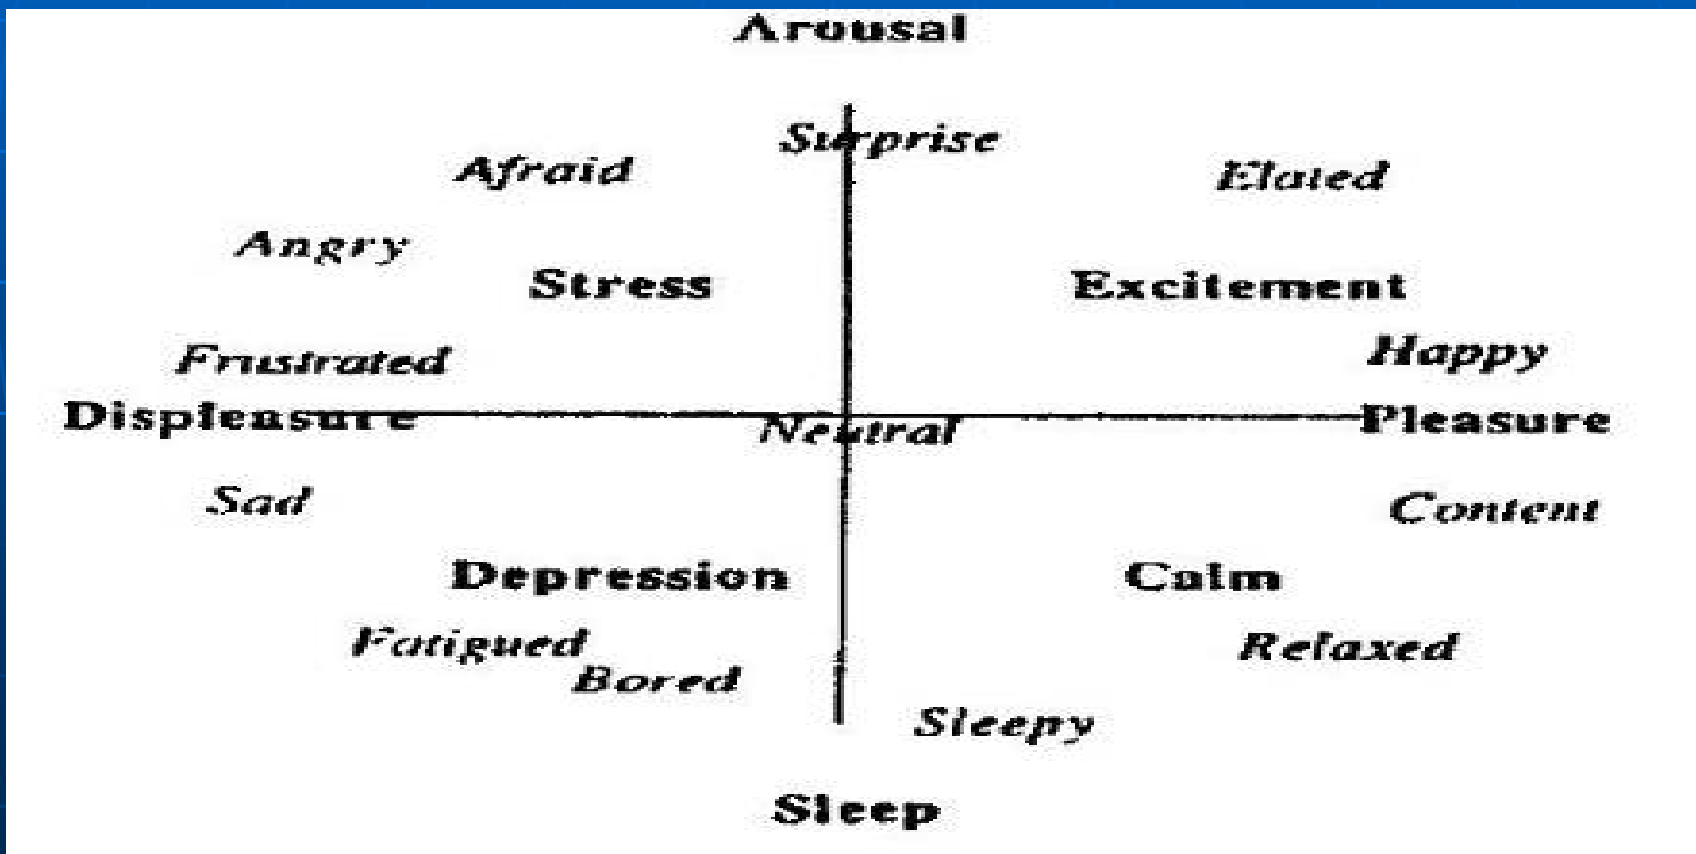 Arousal
Surprise
Afraid
Elated
Angry
Stress
Excitement
Frustrated
Happy
Displeasure
Neutral
Pleasure
Sad
Content
Depression
Calm
Fatigued
Relaxed
Bored
Sleepy
Sleep